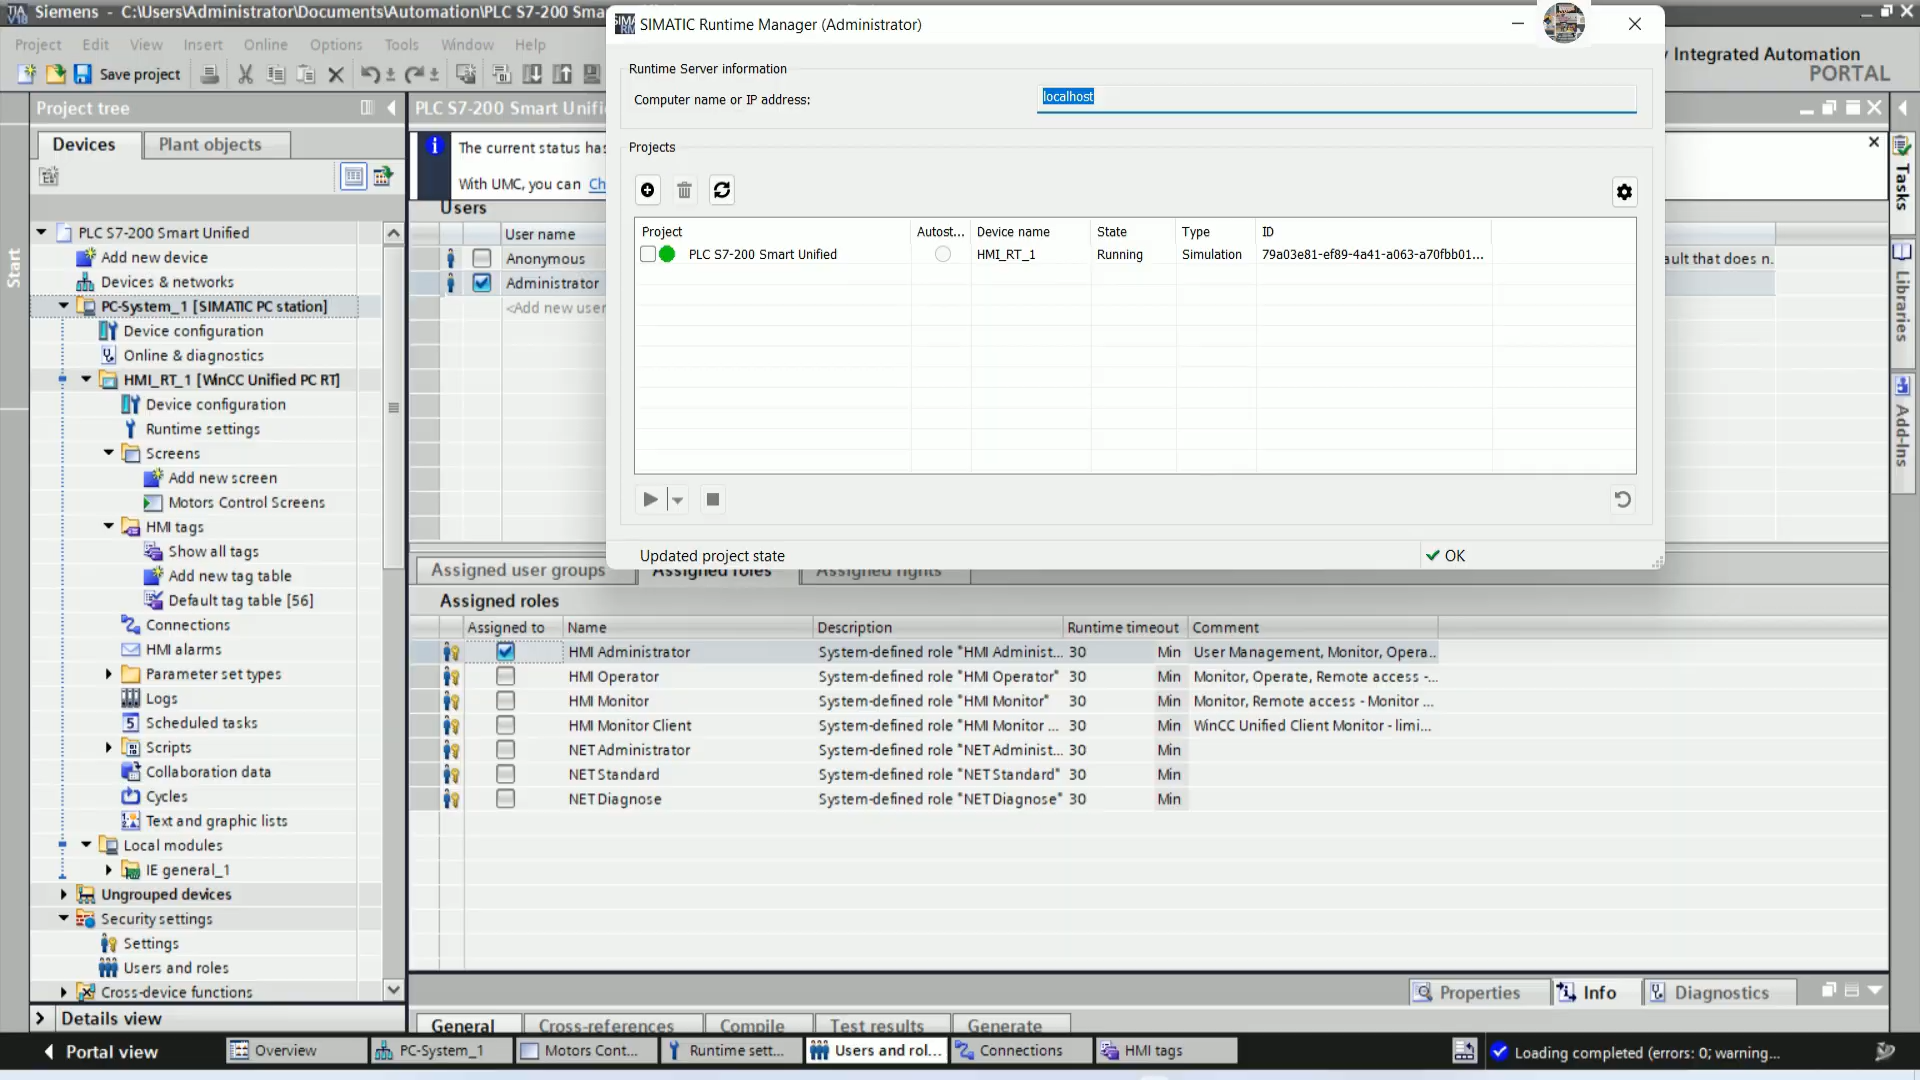 Siemens - C:\Users\Administrator\Documents\Automation\PLC S7-200 Sma
Project Edit View Insert Online Options Tools Window Help
Save project
Integrated Automation
PORTAL
Start
Project tree
Devices
Plant objects
PLC S7-200 Smart Unified
Add new device
Devices & networks
PC-System_1 [SIMATIC PC station]
Device configuration
Online & diagnostics
HMI_RT_1 [WinCC Unified PC RT]
Device configuration
Runtime settings
Screens
Add new screen
Motors Control Screens
HMI tags
Show all tags
Add new tag table
Default tag table [56]
Connections
HMI alarms
Parameter set types
Logs
Scheduled tasks
Scripts
Collaboration data
Cycles
Text and graphic lists
Local modules
IE general_1
Ungrouped devices
Security settings
Settings
Users and roles
Cross-device functions
Details view
PLC S7-200 Smart Unifi
The current status has
With UMC, you can Ch
Users
User name
Anonymous
Administrator
<Add new user
ault that does n.
SIMATIC Runtime Manager (Administrator)
Runtime Server information
Computer name or IP address:
localhost
Projects
Project Autost... Device name State Type ID
PLC S7-200 Smart Unified HMI_RT_1 Running Simulation 79a03e81-ef89-4a41-a063-a70fbb01...
Updated project state
OK
Assigned user groups
Assigned roles
Assigned rights
Assigned roles
Assigned to Name Description Runtime timeout Comment
HMI Administrator System-defined role "HMI Administ... 30 Min User Management, Monitor, Opera..
HMI Operator System-defined role "HMI Operator" 30 Min Monitor, Operate, Remote access -...
HMI Monitor System-defined role "HMI Monitor" 30 Min Monitor, Remote access - Monitor ...
HMI Monitor Client System-defined role "HMI Monitor ... 30 Min WinCC Unified Client Monitor - limi...
NET Administrator System-defined role "NET Administ... 30 Min
NET Standard System-defined role "NET Standard" 30 Min
NET Diagnose System-defined role "NET Diagnose" 30 Min
Tasks
Libraries
Add-Ins
Properties
Info
Diagnostics
General
Cross-references
Compile
Test results
Generate
Portal view
Overview
PC-System_1
Motors Cont...
Runtime sett...
Users and rol...
Connections
HMI tags
Loading completed (errors: 0; warning...